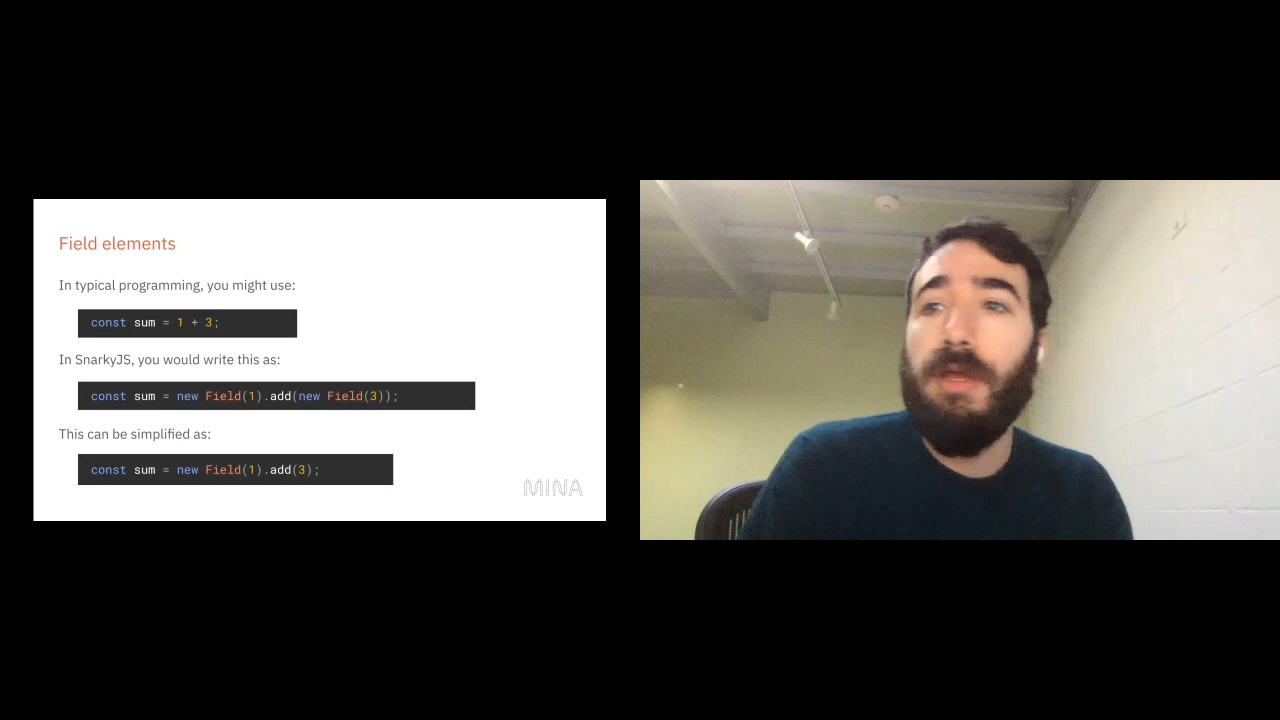 Field elements
In typical programming, you might use:
const sum = 1 + 3;
In SnarkyJS, you would write this as:
const sum = new Field(1).add(new Field(3));
This can be simplified as:
const sum = new Field(1).add(3);
MINA